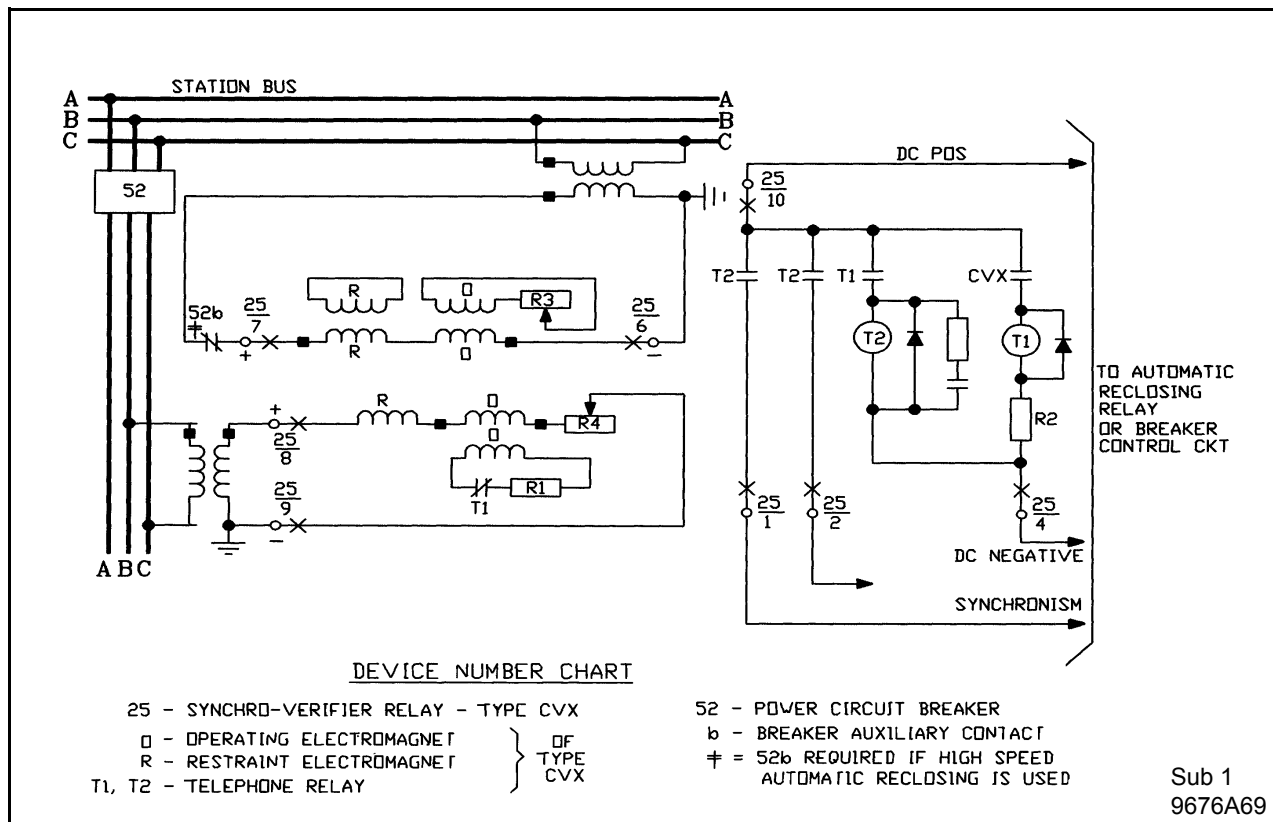 STATION BUS
A A
B B
C C
52
DC POS
25
10
T2 T2 T1 CVX
52b
ǂ
25
7
+
R
R
O
O
R3
25
6
-
T2
T1
TO AUTOMATIC
RECLOSING
RELAY
OR BREAKER
CONTROL CKT
R2
+
25
8
R
O
O
R4
T1
R1
25
9
-
25
1
25
2
25
4
DC NEGATIVE
SYNCHRONISM
A B C
DEVICE NUMBER CHART
25 - SYNCHRO-VERIFIER RELAY - TYPE CVX
O - OPERATING ELECTROMAGNET
R - RESTRAINT ELECTROMAGNET
T1, T2 - TELEPHONE RELAY
OF
TYPE
CVX
52 - POWER CIRCUIT BREAKER
b - BREAKER AUXILIARY CONTACT
ǂ = 52b REQUIRED IF HIGH SPEED
AUTOMATIC RECLOSING IS USED
Sub 1
9676A69